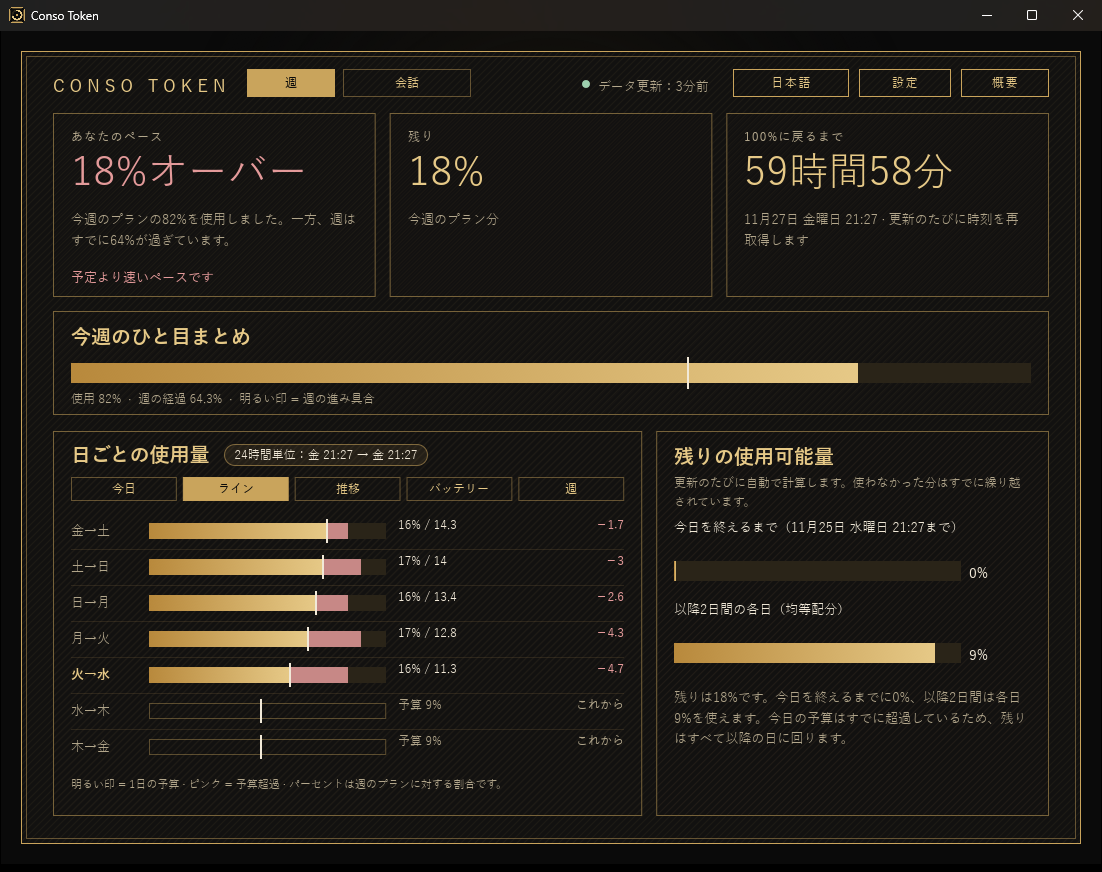 Conso Token
CONSO TOKEN
週
会話
データ更新：3分前
日本語
設定
概要
あなたのペース
18%オーバー
今週のプランの82%を使用しました。一方、週は
すでに64%が過ぎています。
予定より速いペースです
残り
18%
今週のプラン分
100%に戻るまで
59時間58分
11月27日 金曜日 21:27 · 更新のたびに時刻を再
取得します
今週のひと目まとめ
使用 82% · 週の経過 64.3% · 明るい印 = 週の進み具合
日ごとの使用量
24時間単位：金 21:27 → 金 21:27
今日
ライン
推移
バッテリー
週
金→土
16% / 14.3
−1.7
土→日
17% / 14
−3
日→月
16% / 13.4
−2.6
月→火
17% / 12.8
−4.3
火→水
16% / 11.3
−4.7
水→木
予算 9%
これから
木→金
予算 9%
これから
明るい印 = 1日の予算 · ピンク = 予算超過 · パーセントは週のプランに対する割合です。
残りの使用可能量
更新のたびに自動で計算します。使わなかった分はすでに繰り越
されています。
今日を終えるまで（11月25日 水曜日 21:27まで）
0%
以降2日間の各日（均等配分）
9%
残りは18%です。今日を終えるまでに0%、以降2日間は各日
9%を使えます。今日の予算はすでに超過しているため、残り
はすべて以降の日に回ります。